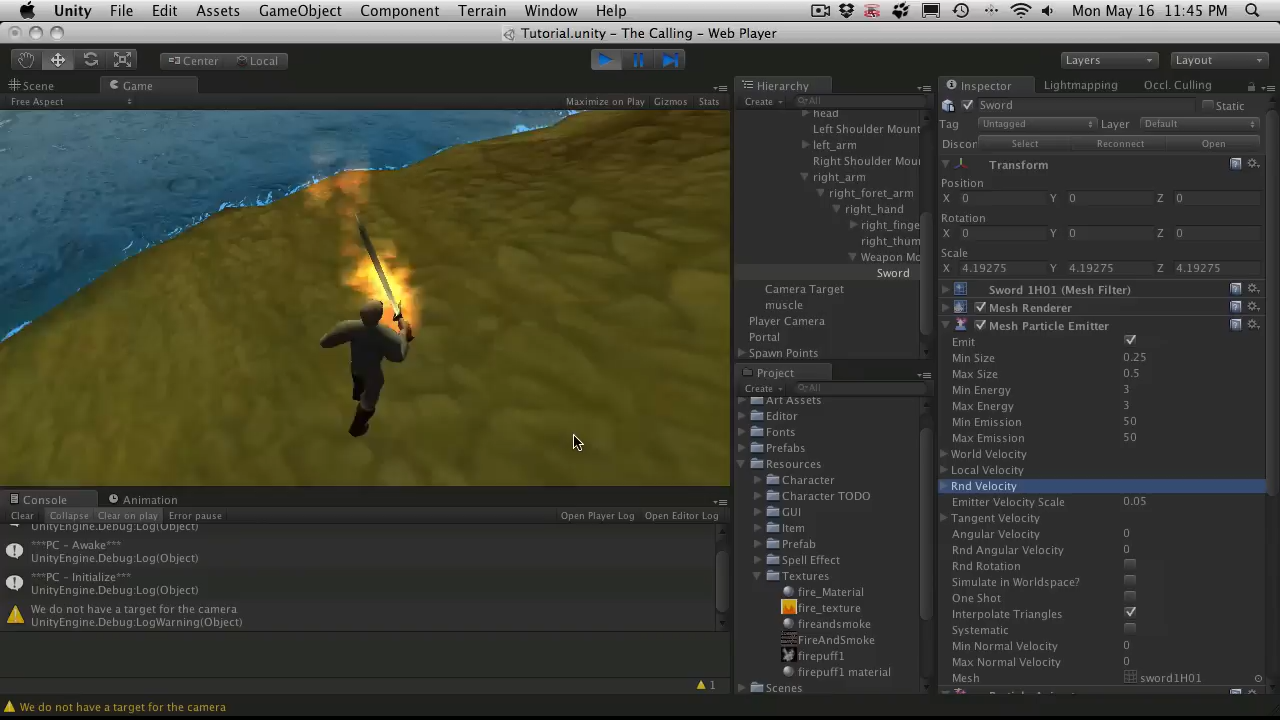 Unity File Edit Assets GameObject Component Terrain Window Help Mon May 16 11:45 PM
Tutorial.unity - The Calling - Web Player
Center Local Layers Layout
Scene Game
Free Aspect Maximize on Play Gizmos Stats
Console Animation
Clear Collapse Clear on play Error pause Open Player Log Open Editor Log
UnityEngine.Debug:Log(Object)
***PC - Awake***
UnityEngine.Debug:Log(Object)
***PC - Initialize***
UnityEngine.Debug:Log(Object)
We do not have a target for the camera
UnityEngine.Debug:LogWarning(Object)
1
We do not have a target for the camera
Hierarchy
Create All
head
Left Shoulder Mount
left_arm
Right Shoulder Mou
right_arm
right_foret_arm
right_hand
right_finge
right_thum
Weapon Mo
Sword
Camera Target
muscle
Player Camera
Portal
Spawn Points
Project
Create All
Art Assets
Editor
Fonts
Prefabs
Resources
Character
Character TODO
GUI
Item
Prefab
Spell Effect
Textures
fire_Material
fire_texture
fireandsmoke
FireAndSmoke
firepuff1
firepuff1 material
Scenes
Inspector Lightmapping Occl. Culling
Sword Static
Tag Untagged Layer Default
Discon Select Reconnect Open
Transform
Position
X 0 Y 0 Z 0
Rotation
X 0 Y 0 Z 0
Scale
X 4.19275 Y 4.19275 Z 4.19275
Sword 1H01 (Mesh Filter)
Mesh Renderer
Mesh Particle Emitter
Emit
Min Size 0.25
Max Size 0.5
Min Energy 3
Max Energy 3
Min Emission 50
Max Emission 50
World Velocity
Local Velocity
Rnd Velocity
Emitter Velocity Scale 0.05
Tangent Velocity
Angular Velocity 0
Rnd Angular Velocity 0
Rnd Rotation
Simulate in Worldspace?
One Shot
Interpolate Triangles
Systematic
Min Normal Velocity 0
Max Normal Velocity 0
Mesh sword1H01